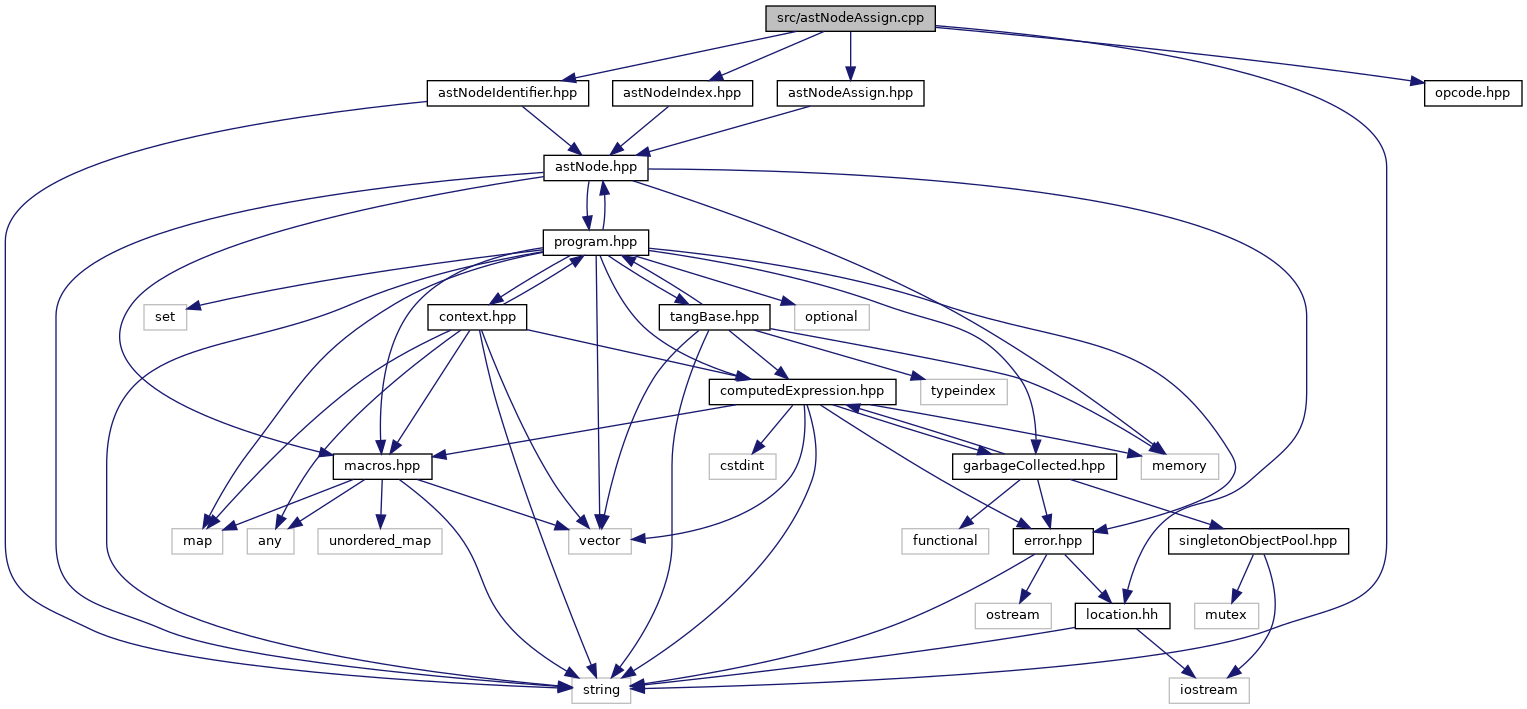 src/astNodeAssign.cpp
astNodeIdentifier.hpp
astNodeIndex.hpp
astNodeAssign.hpp
opcode.hpp
astNode.hpp
program.hpp
set
context.hpp
tangBase.hpp
optional
computedExpression.hpp
typeindex
macros.hpp
cstdint
garbageCollected.hpp
memory
map
any
unordered_map
vector
functional
error.hpp
singletonObjectPool.hpp
ostream
location.hh
mutex
string
iostream